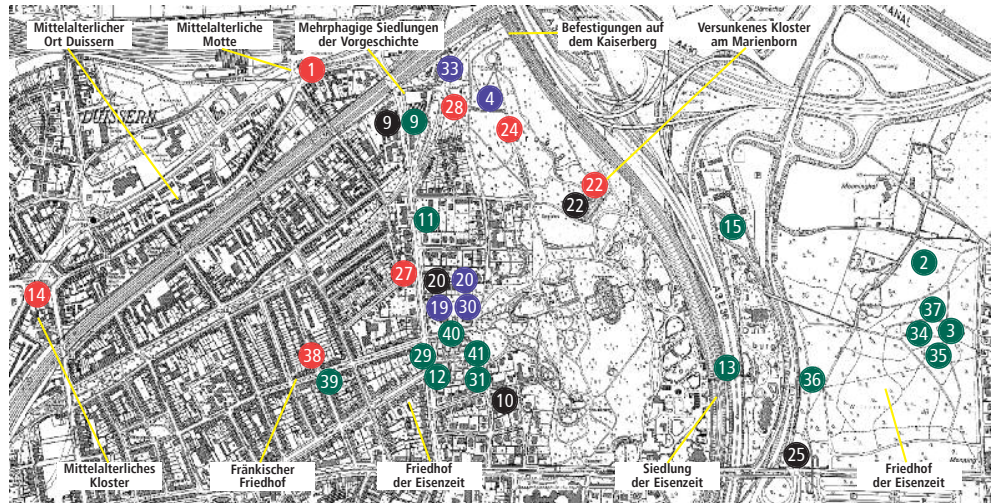 Mittelalterlicher
Ort Duissern
Mittelalterliche
Motte
Mehrphagige Siedlungen
der Vorgeschichte
Befestigungen auf
dem Kaiserberg
Versunkenes Kloster
am Marienborn
KANAL
DUISSERN
1
33
4
28
24
9
9
22
22
11
15
2
27
20
20
14
19
30
37
34
3
40
35
38
29
41
13
39
12
31
36
10
25
Mittelalterliches
Kloster
Fränkischer
Friedhof
Friedhof
der Eisenzeit
Siedlung
der Eisenzeit
Friedhof
der Eisenzeit